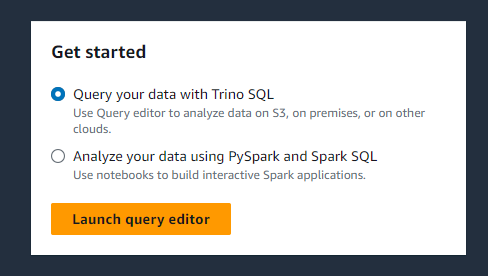 Get started
Query your data with Trino SQL
Use Query editor to analyze data on S3, on premises, or on other
clouds.
Analyze your data using PySpark and Spark SQL
Use notebooks to build interactive Spark applications.
Launch query editor